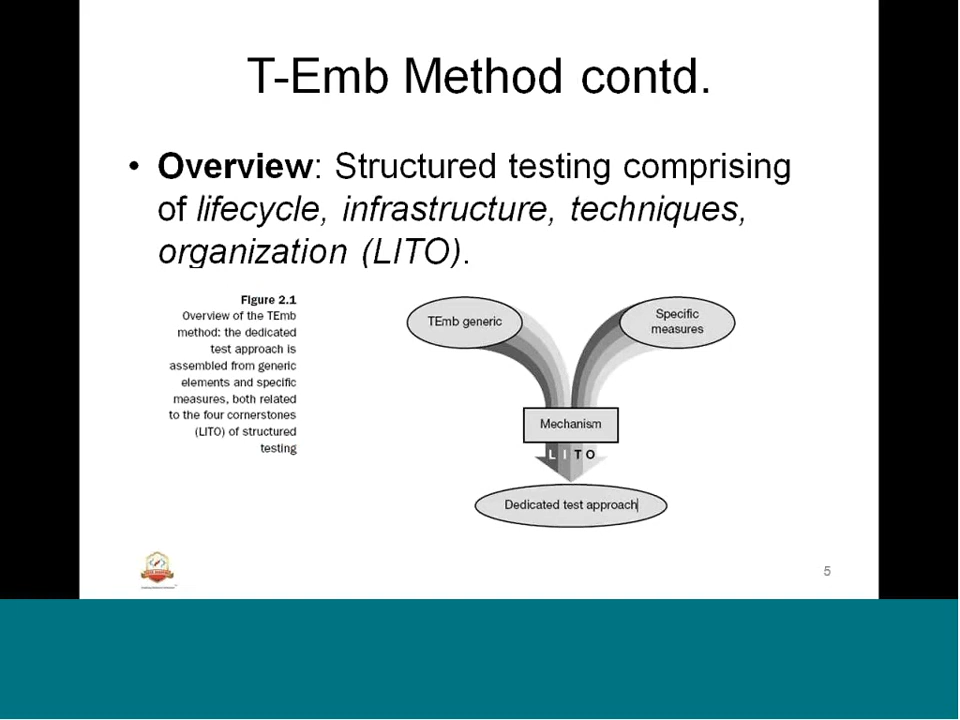 T-Emb Method contd.
• Overview: Structured testing comprising
of lifecycle, infrastructure, techniques,
organization (LITO).
Figure 2.1
Overview of the TEmb
method: the dedicated
test approach is
assembled from generic
elements and specific
measures, both related
to the four cornerstones
(LITO) of structured
testing
TEmb generic
Specific
measures
Mechanism
L I T O
Dedicated test approach
5